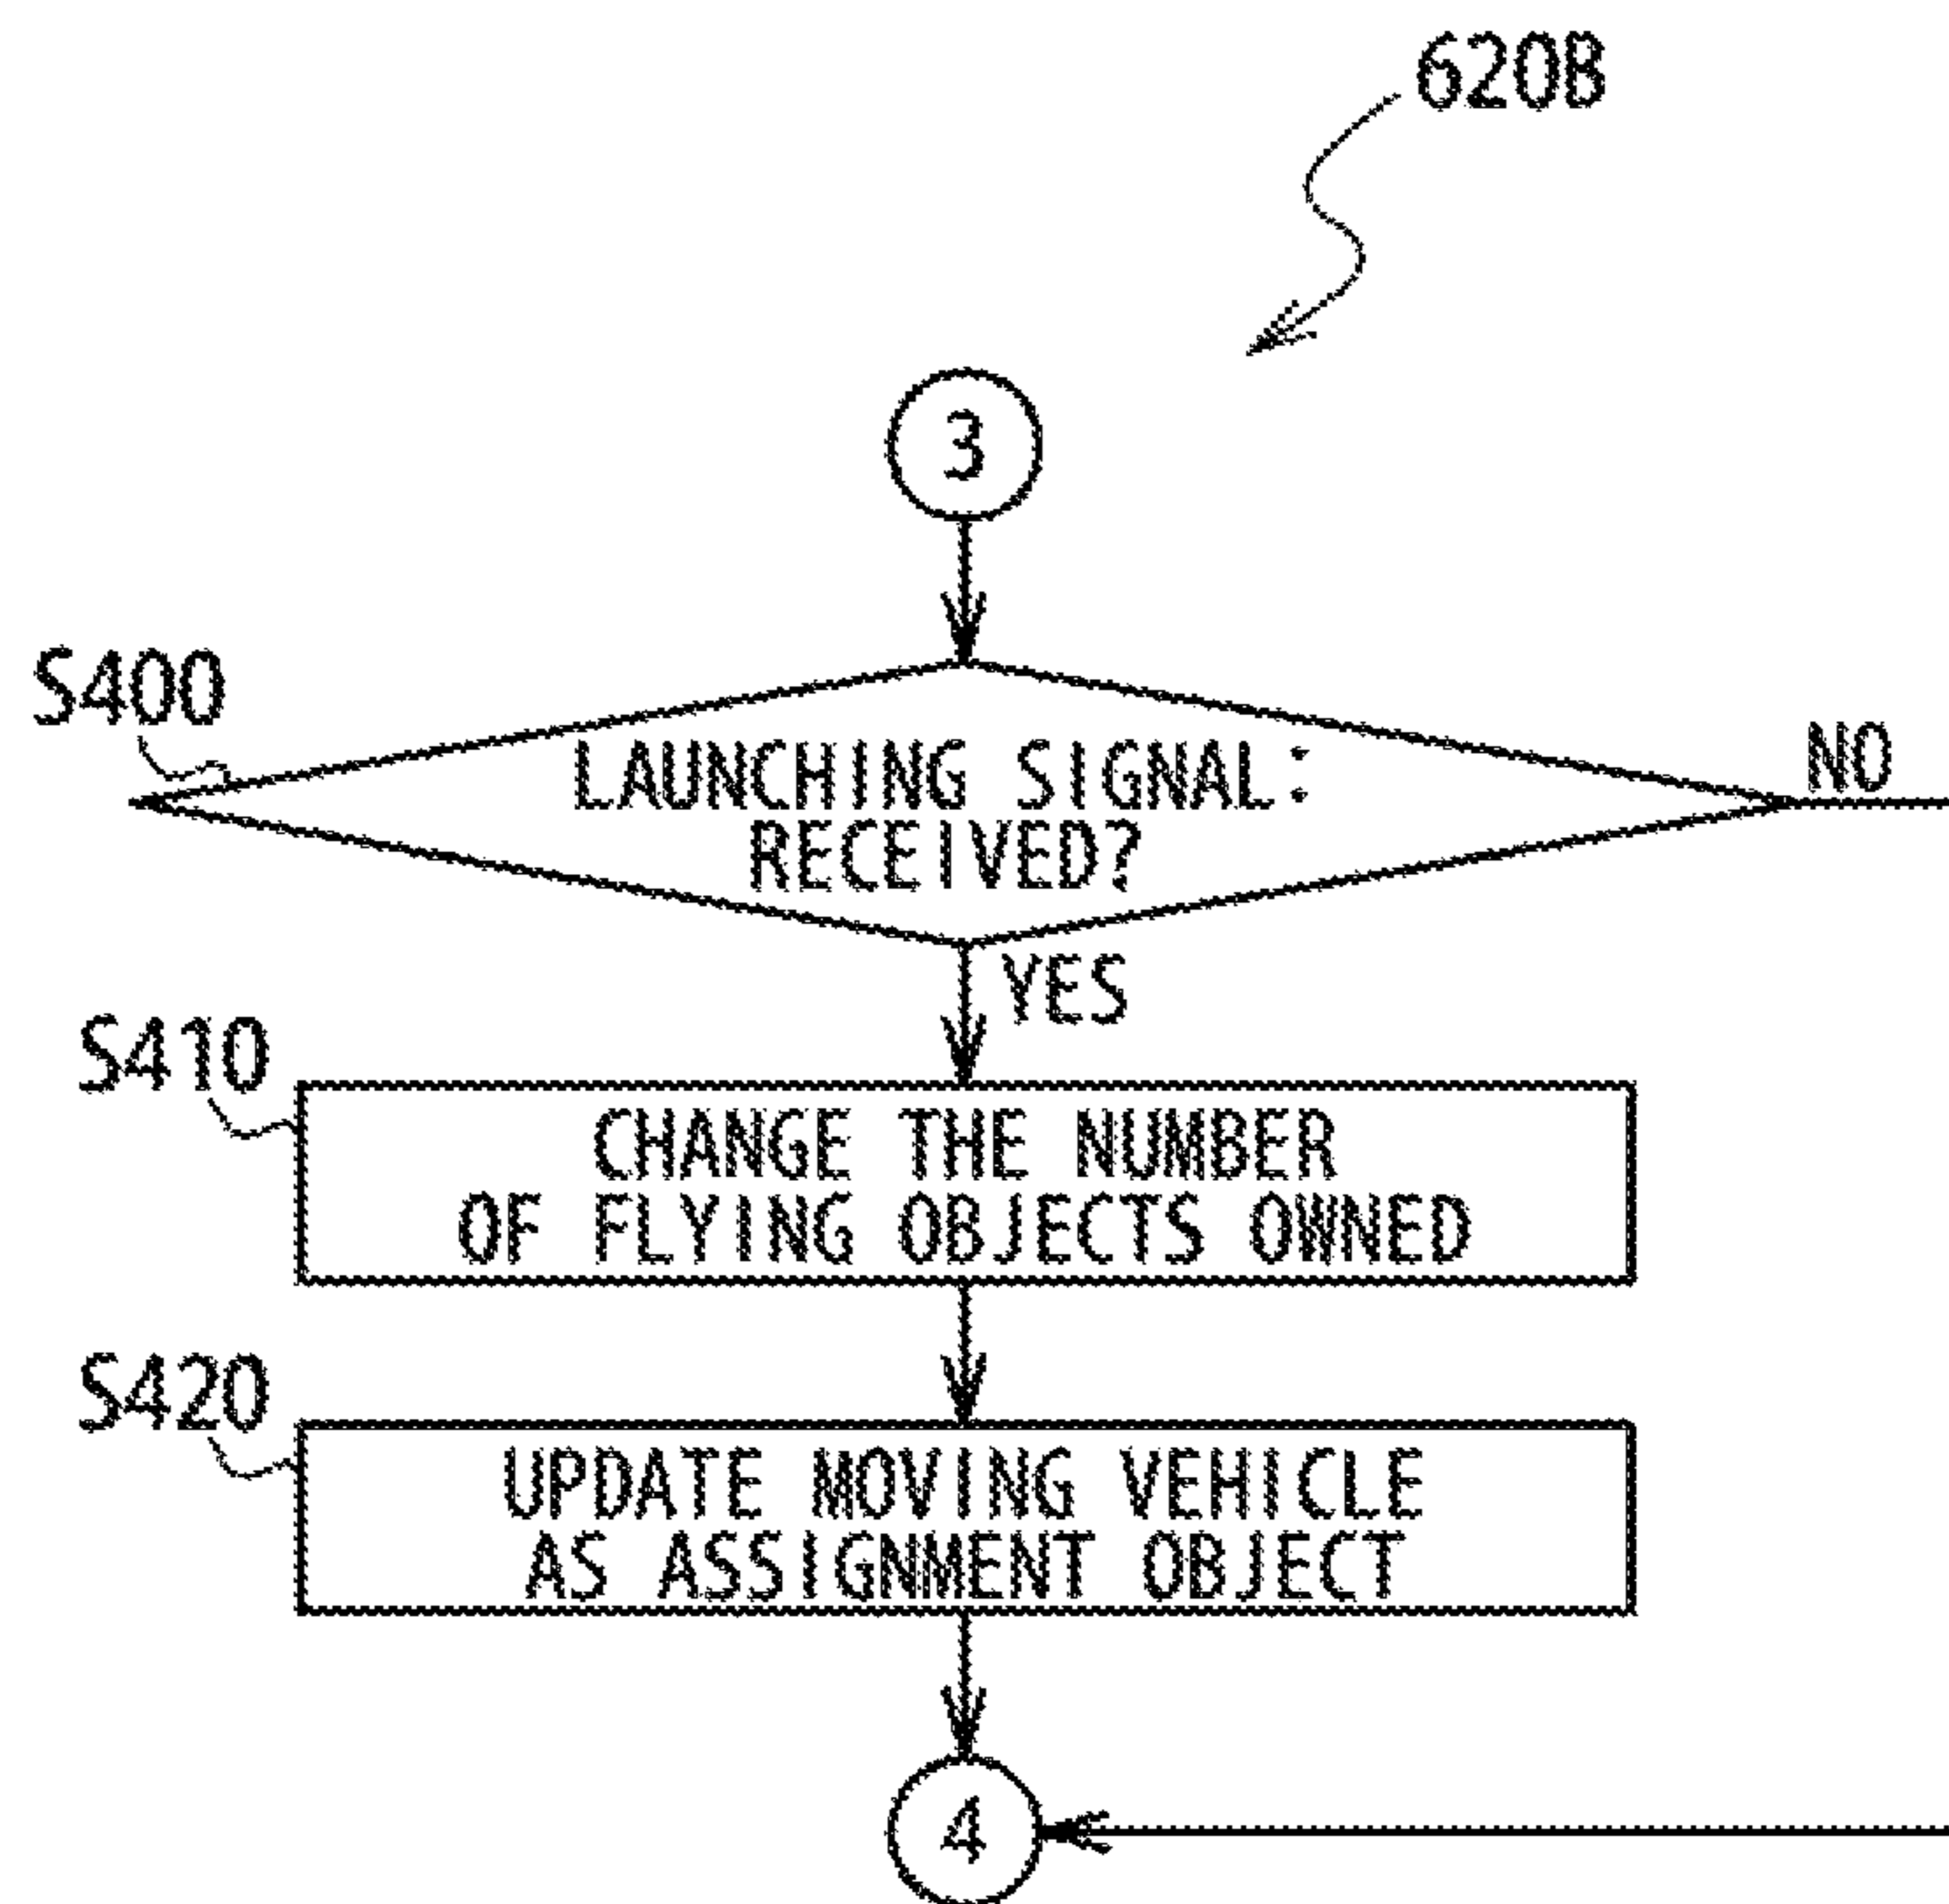 620B
3
S400
LAUNCHING SIGNAL:
RECEIVED?
NO
YES
S410
CHANGE THE NUMBER
OF FLYING OBJECTS OWNED
S420
UPDATE MOVING VEHICLE
AS ASSIGNMENT OBJECT
4